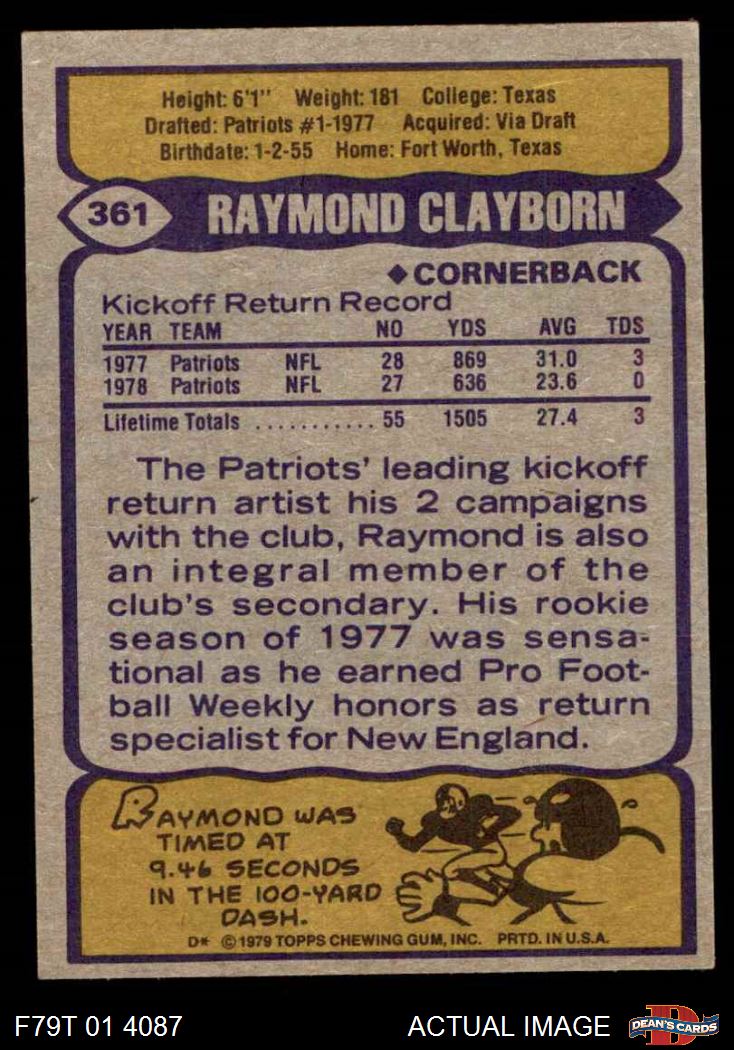 Height: 6'1" Weight: 181 College: Texas
Drafted: Patriots #1-1977 Acquired: Via Draft
Birthdate: 1-2-55 Home: Fort Worth, Texas
361 RAYMOND CLAYBORN
◆CORNERBACK
Kickoff Return Record
YEAR TEAM NO YDS AVG TDS
1977 Patriots NFL 28 869 31.0 3
1978 Patriots NFL 27 636 23.6 0
Lifetime Totals ........... 55 1505 27.4 3
The Patriots' leading kickoff
return artist his 2 campaigns
with the club, Raymond is also
an integral member of the
club's secondary. His rookie
season of 1977 was sensa-
tional as he earned Pro Foot-
ball Weekly honors as return
specialist for New England.
RAYMOND WAS
TIMED AT
9.46 SECONDS
IN THE 100-YARD
DASH.
D* © 1979 TOPPS CHEWING GUM, INC. PRTD. IN U.S.A.
F79T 01 4087 ACTUAL IMAGE D DEAN'S CARDS